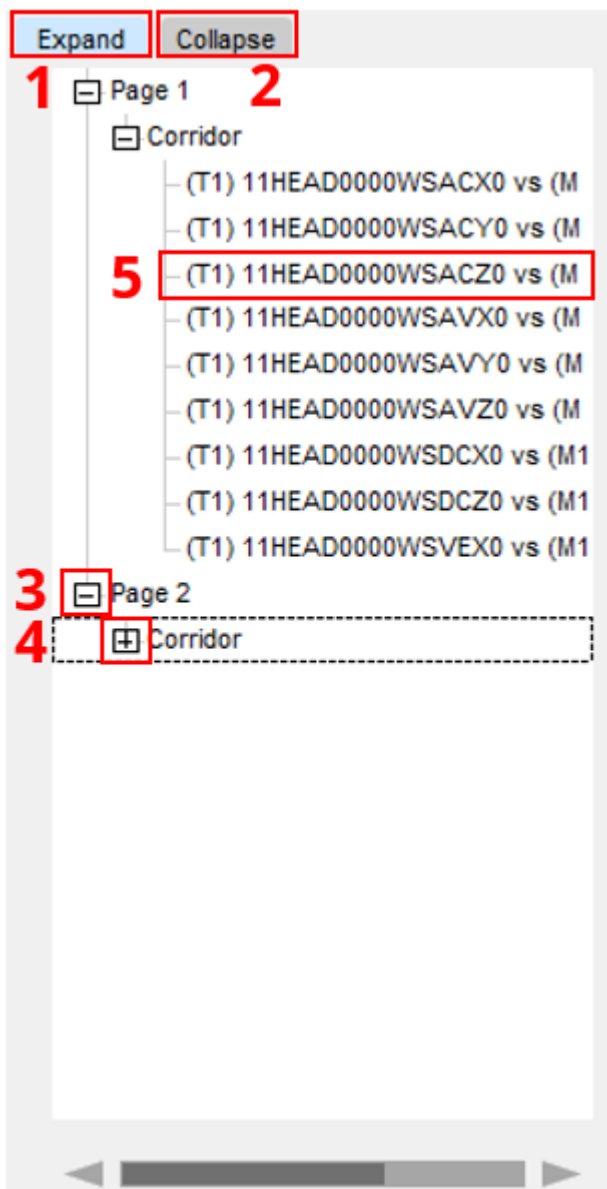 Expand Collapse
1 Page 1 2
Corridor
(T1) 11HEAD0000WSACX0 vs (M
(T1) 11HEAD0000WSACY0 vs (M
5 (T1) 11HEAD0000WSACZ0 vs (M
(T1) 11HEAD0000WSAVX0 vs (M
(T1) 11HEAD0000WSAVY0 vs (M
(T1) 11HEAD0000WSAVZ0 vs (M
(T1) 11HEAD0000WSDCX0 vs (M1
(T1) 11HEAD0000WSDCZ0 vs (M1
(T1) 11HEAD0000WSVEX0 vs (M1
3 Page 2
4 Corridor